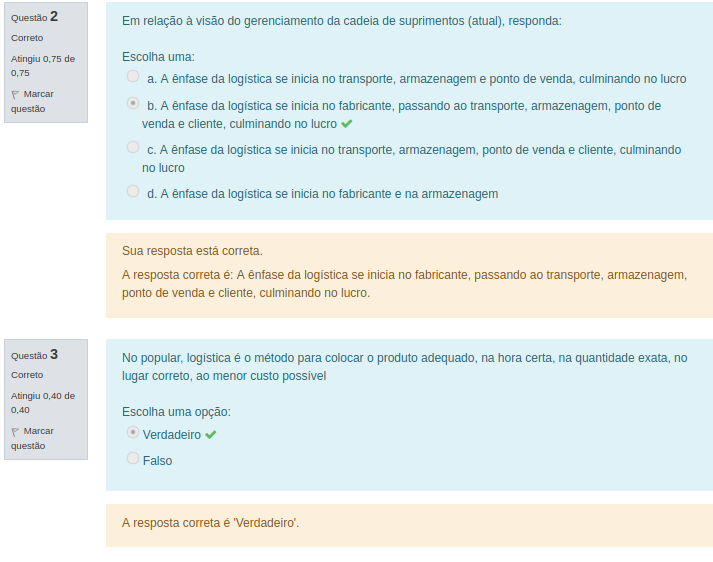 Questão 2
Correto
Atingiu 0,75 de
0,75
Marcar
questão
Em relação à visão do gerenciamento da cadeia de suprimentos (atual), responda:
Escolha uma:
a. A ênfase da logística se inicia no transporte, armazenagem e ponto de venda, culminando no lucro
b. A ênfase da logística se inicia no fabricante, passando ao transporte, armazenagem, ponto de
venda e cliente, culminando no lucro
c. A ênfase da logística se inicia no transporte, armazenagem, ponto de venda e cliente, culminando
no lucro
d. A ênfase da logística se inicia no fabricante e na armazenagem
Sua resposta está correta.
A resposta correta é: A ênfase da logística se inicia no fabricante, passando ao transporte, armazenagem,
ponto de venda e cliente, culminando no lucro.
Questão 3
Correto
Atingiu 0,40 de
0,40
Marcar
questão
No popular, logística é o método para colocar o produto adequado, na hora certa, na quantidade exata, no
lugar correto, ao menor custo possível
Escolha uma opção:
Verdadeiro
Falso
A resposta correta é 'Verdadeiro'.